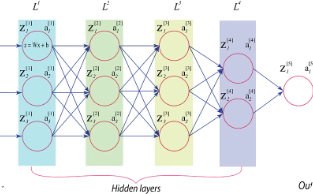 L¹ L² L³ L⁴
Z₁^[1] a₁^[1] Z₁^[2] a₁^[2] Z₁^[3] a₁^[3]
z = Wx + b
Z₁^[4] a₁^[4]
Z₁^[5] a₁^[5]
Z₂^[1] a₂^[1] Z₂^[2] a₂^[2] Z₂^[3] a₂^[3]
Z₂^[4] a₂^[4]
Z₃^[1] a₃^[1] Z₃^[2] a₃^[2] Z₃^[3] a₃^[3]
Hidden layers
Out